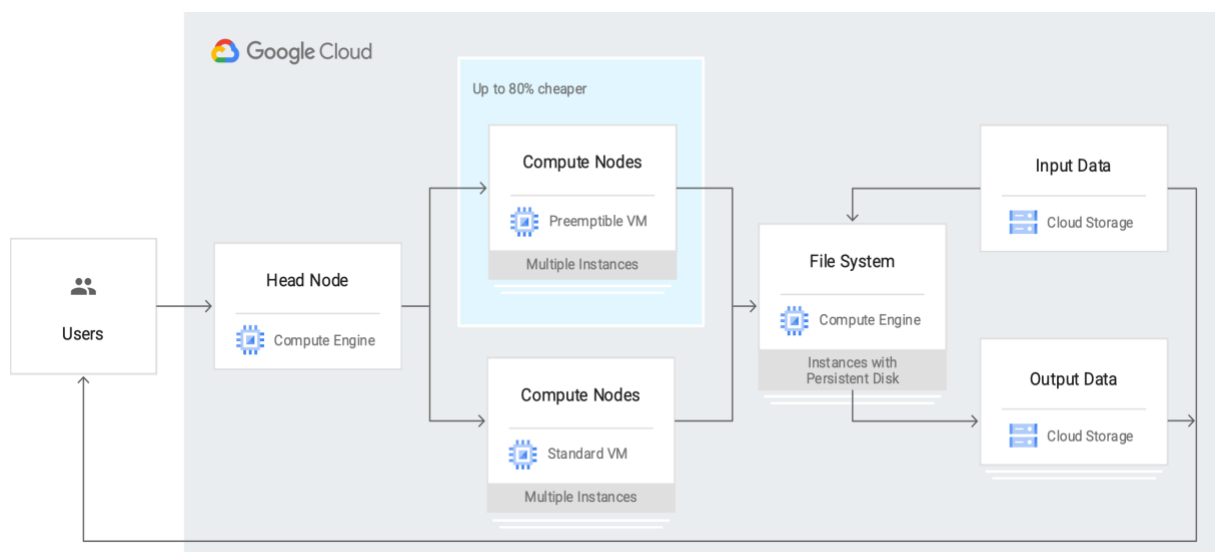 Google Cloud
Up to 80% cheaper
Compute Nodes
Preemptible VM
Multiple Instances
Users
Head Node
Compute Engine
Compute Nodes
Standard VM
Multiple Instances
File System
Compute Engine
Instances with
Persistent Disk
Input Data
Cloud Storage
Output Data
Cloud Storage